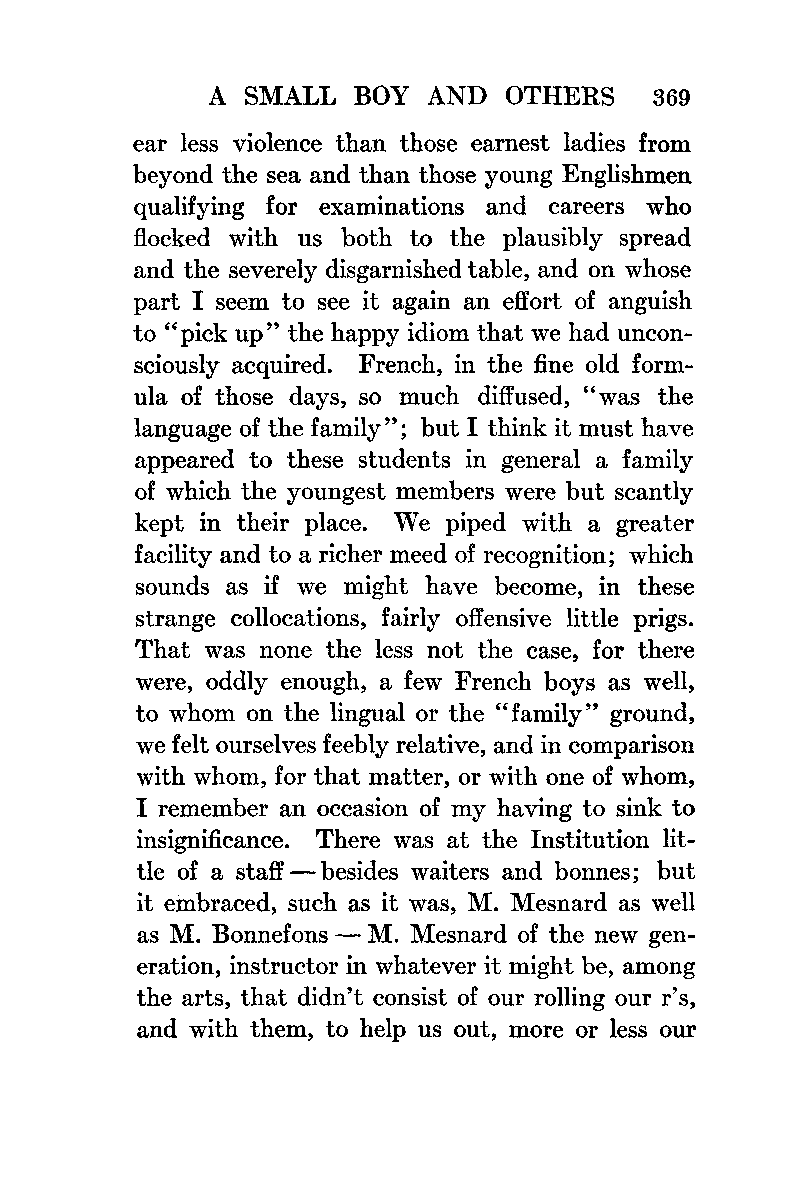 A SMALL BOY AND OTHERS 369
ear less violence than those earnest ladies from
beyond the sea and than those young Englishmen
qualifying for examinations and careers who
flocked with us both to the plausibly spread
and the severely disgarnished table, and on whose
part I seem to see it again an effort of anguish
to “pick up” the happy idiom that we had uncon-
sciously acquired. French, in the fine old form-
ula of those days, so much diffused, “was the
language of the family”; but I think it must have
appeared to these students in general a family
of which the youngest members were but scantly
kept in their place. We piped with a greater
facility and to a richer meed of recognition; which
sounds as if we might have become, in these
strange collocations, fairly offensive little prigs.
That was none the less not the case, for there
were, oddly enough, a few French boys as well,
to whom on the lingual or the “family” ground,
we felt ourselves feebly relative, and in comparison
with whom, for that matter, or with one of whom,
I remember an occasion of my having to sink to
insignificance. There was at the Institution lit-
tle of a staff — besides waiters and bonnes; but
it embraced, such as it was, M. Mesnard as well
as M. Bonnefons — M. Mesnard of the new gen-
eration, instructor in whatever it might be, among
the arts, that didn’t consist of our rolling our r’s,
and with them, to help us out, more or less our